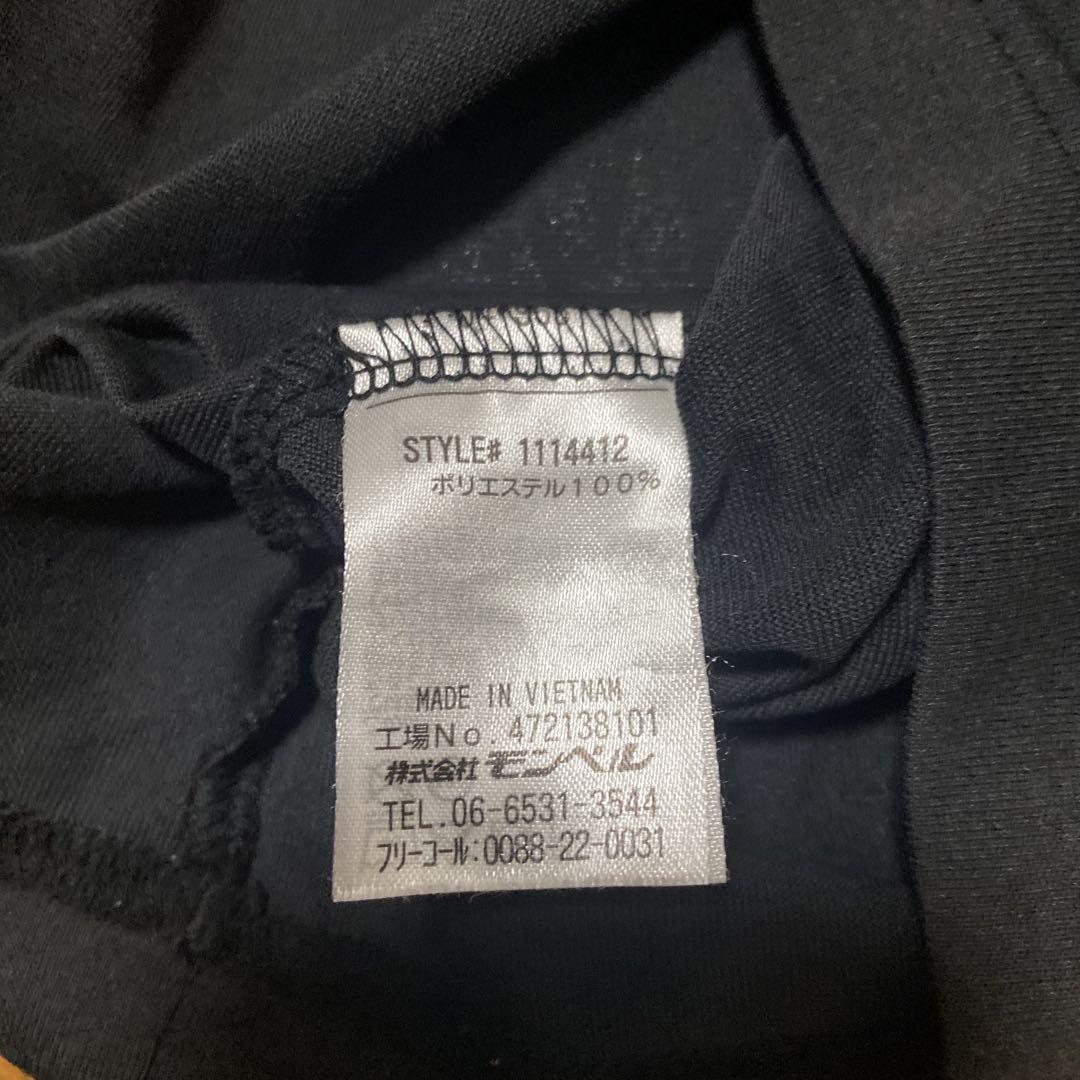 STYLE# 1114412
ポリエステル100%
MADE IN VIETNAM
工場No.472138101
株式会社 モンベル
TEL.06-6531-3544
フリーコール:0088-22-0031